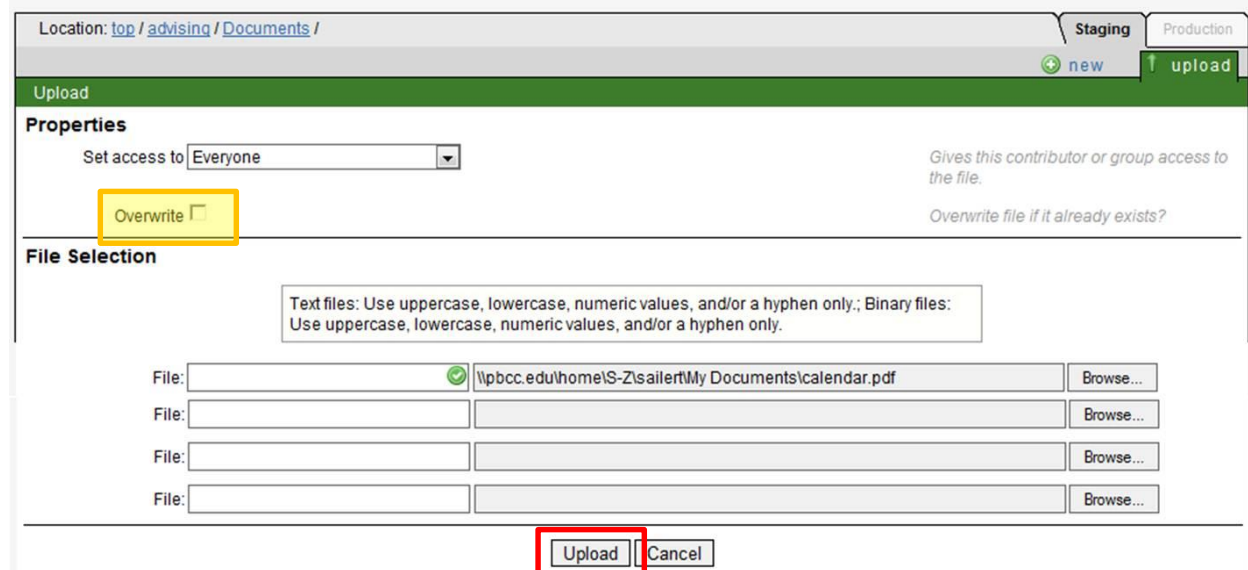 Location: top / advising / Documents /
Staging
Production
new
upload
Upload
Properties
Set access to Everyone
Gives this contributor or group access to
the file.
Overwrite
Overwrite file if it already exists?
File Selection
Text files: Use uppercase, lowercase, numeric values, and/or a hyphen only.; Binary files:
Use uppercase, lowercase, numeric values, and/or a hyphen only.
File: \\pbcc.edu\home\S-Z\sailert\My Documents\calendar.pdf Browse...
File: Browse...
File: Browse...
File: Browse...
Upload Cancel